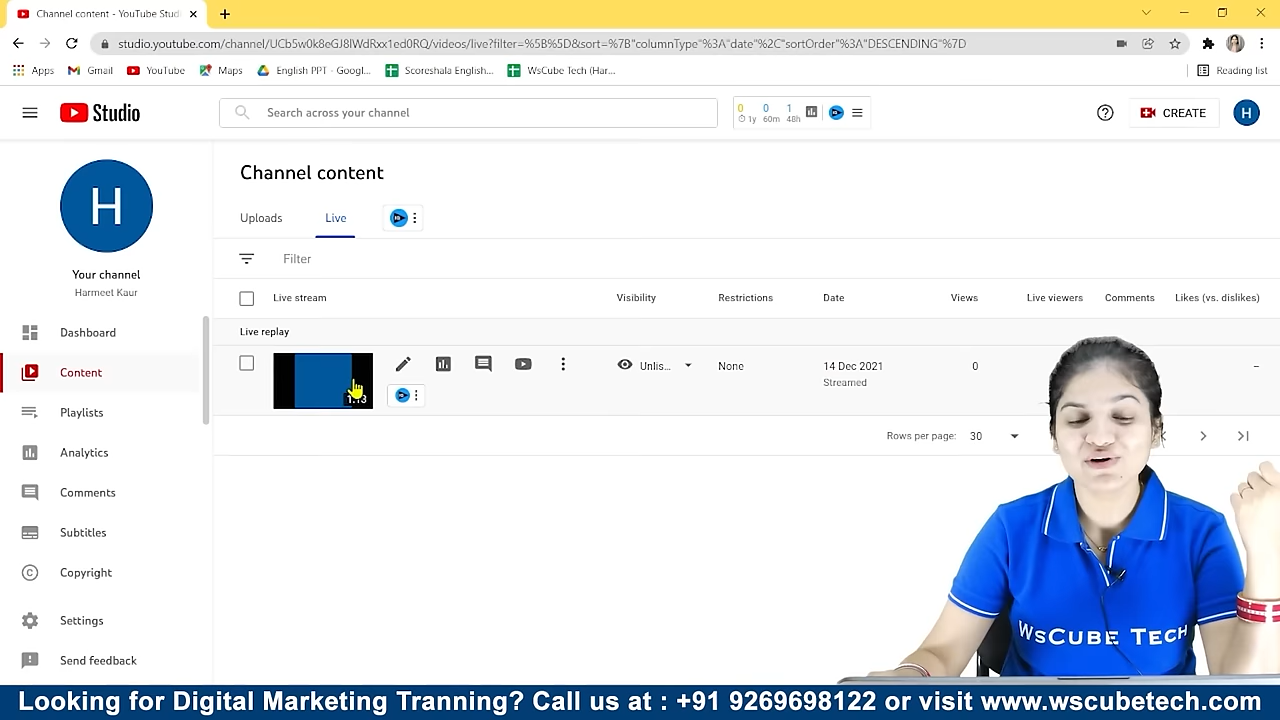 Channel content - YouTube Stud
studio.youtube.com/channel/UCb5w0k8eGJ8lWdRxx1ed0RQ/videos/live?filter=%5B%5D&sort=%7B"columnType"%3A"date"%2C"sortOrder"%3A"DESCENDING"%7D
Apps Gmail YouTube Maps English PPT - Googl... Scoreshala English... WsCube Tech (Har... Reading list
Studio Search across your channel 0 0 1 CREATE H
1y 60m 48h
H
Channel content
Uploads Live
Your channel
Harmeet Kaur
Filter
Live stream Visibility Restrictions Date Views Live viewers Comments Likes (vs. dislikes)
Live replay
Unlis... None 14 Dec 2021 0 –
Streamed
Rows per page: 30
Dashboard
Content
Playlists
Analytics
Comments
Subtitles
Copyright
Settings
Send feedback
WSCUBE TECH
Looking for Digital Marketing Tranning? Call us at : +91 9269698122 or visit www.wscubetech.com